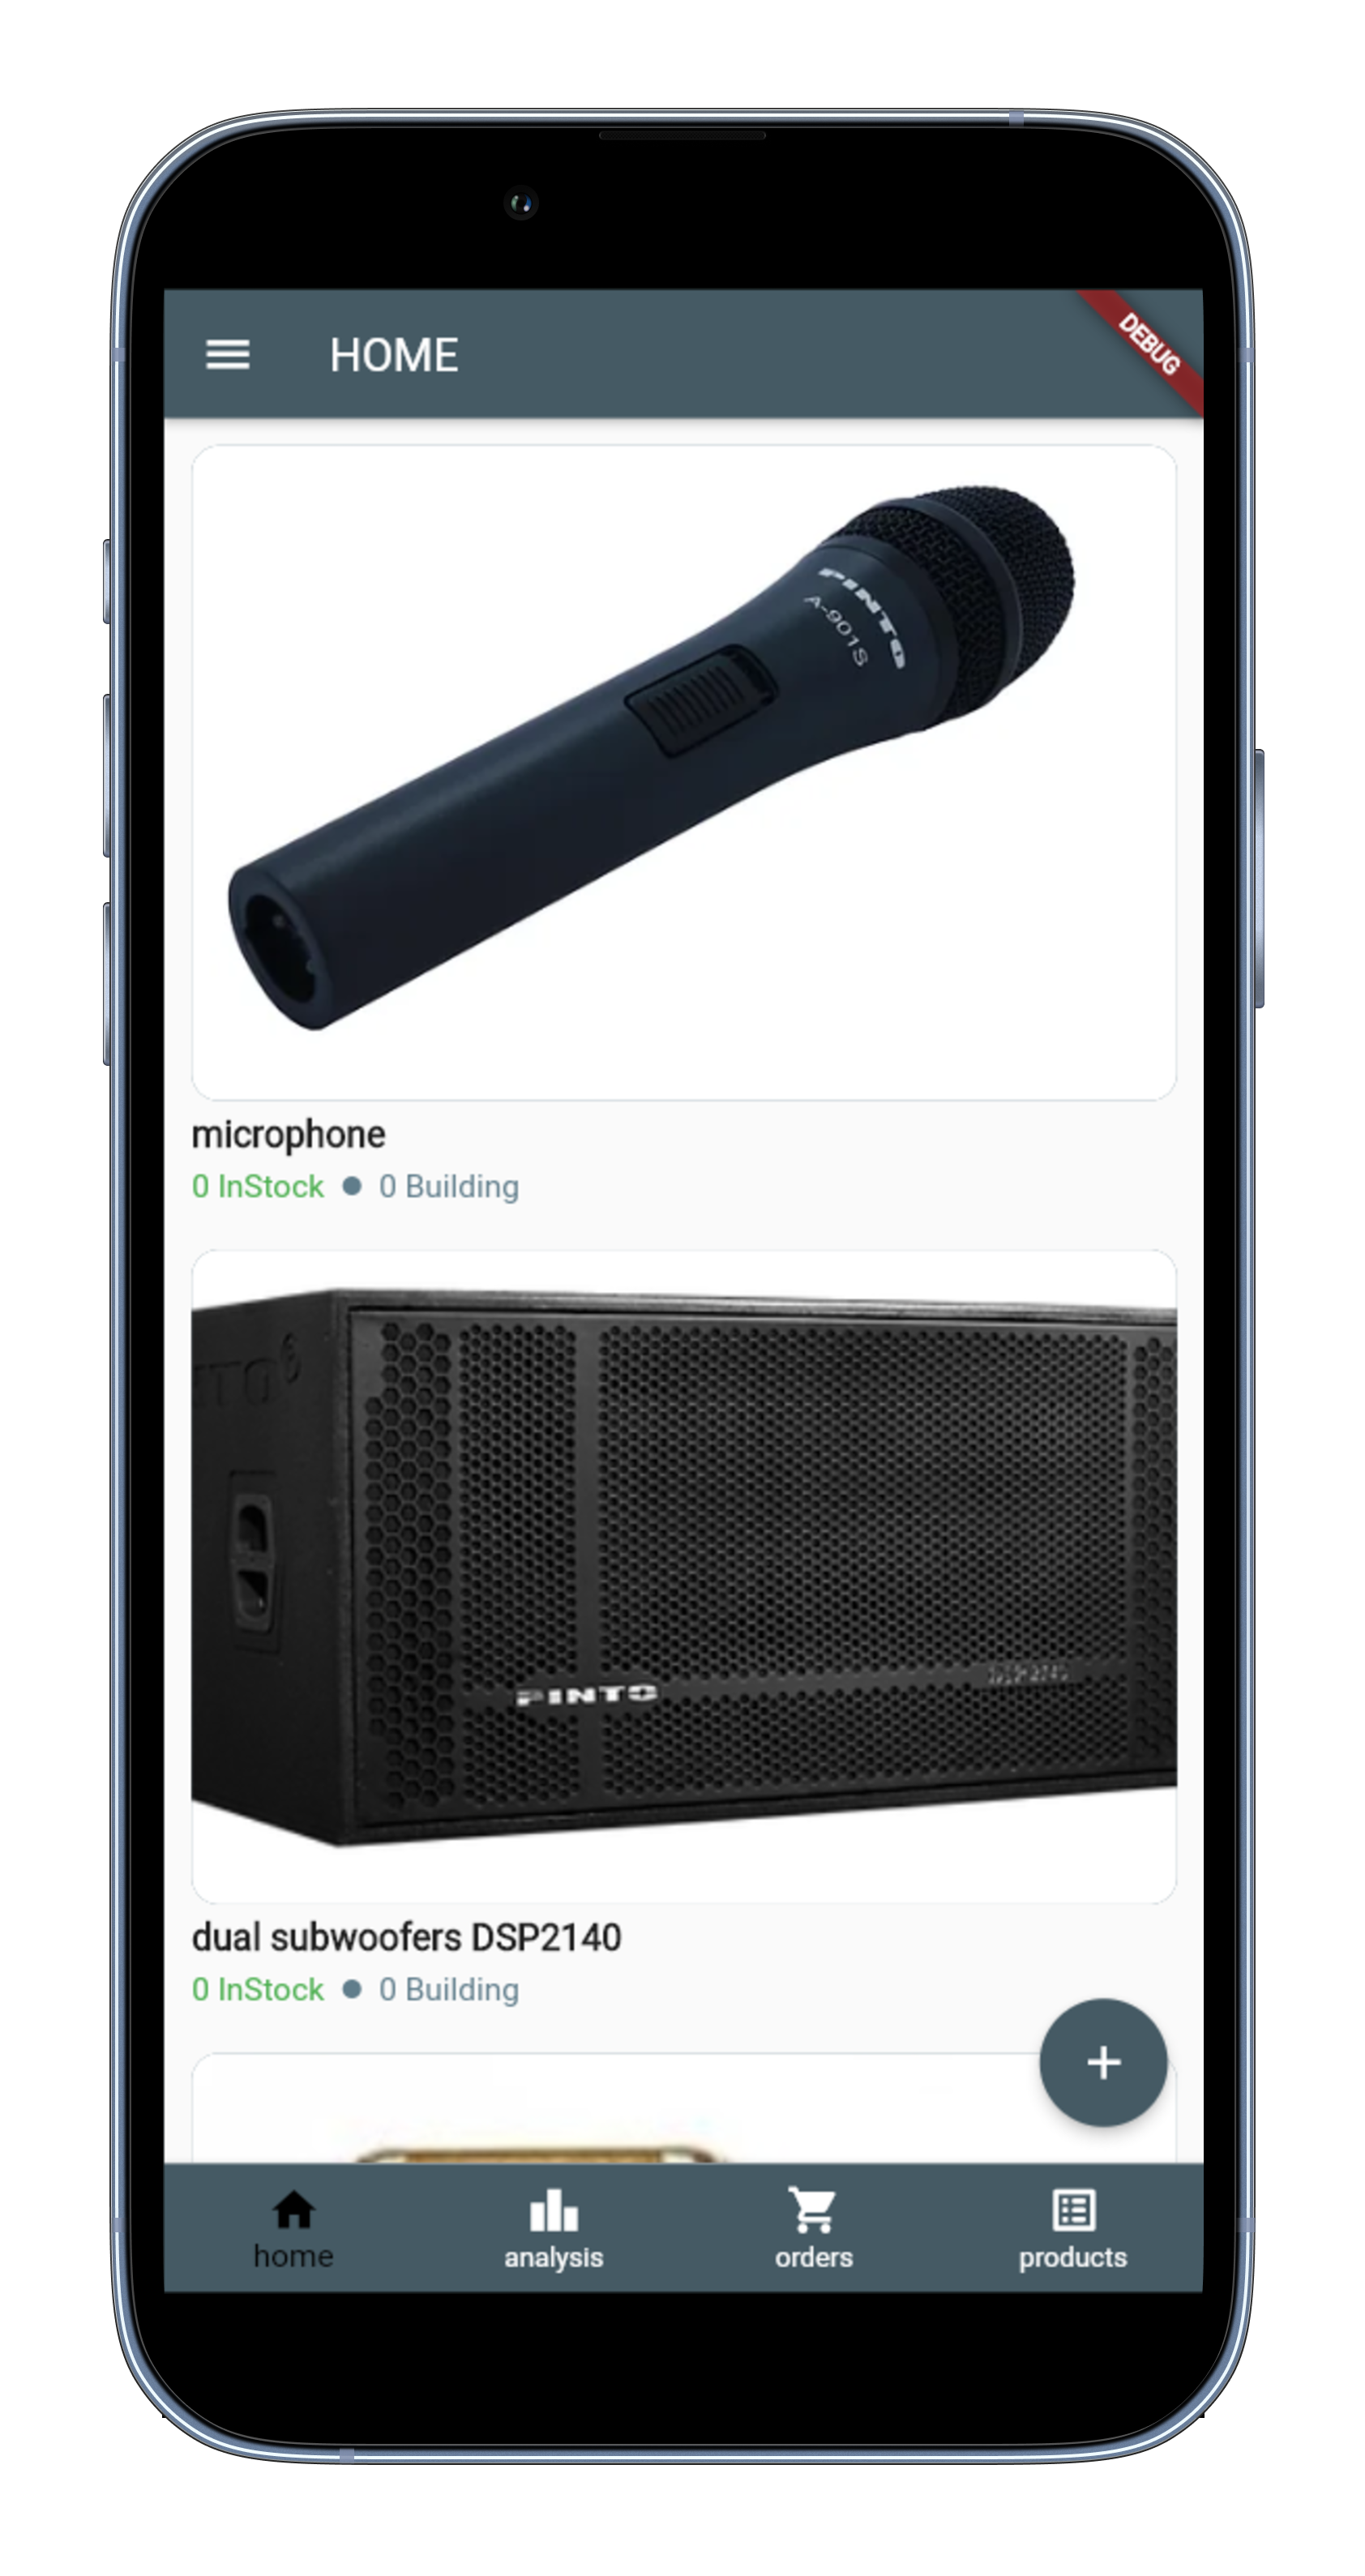 HOME
DEBUG
PINTO
A-901S
microphone
0 InStock ● 0 Building
PINTO
dual subwoofers DSP2140
0 InStock ● 0 Building
+
home
analysis
orders
products